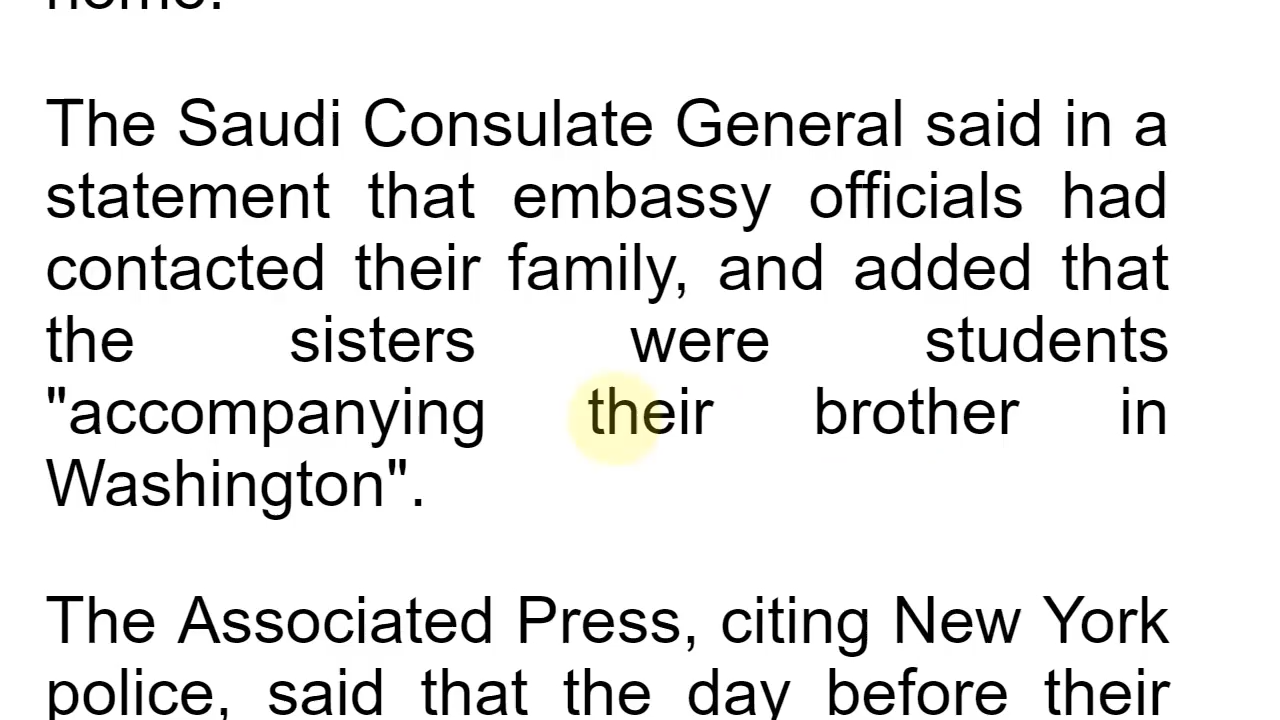 home.
The Saudi Consulate General said in a
statement that embassy officials had
contacted their family, and added that
the sisters were students
"accompanying their brother in
Washington".
The Associated Press, citing New York
police, said that the day before their